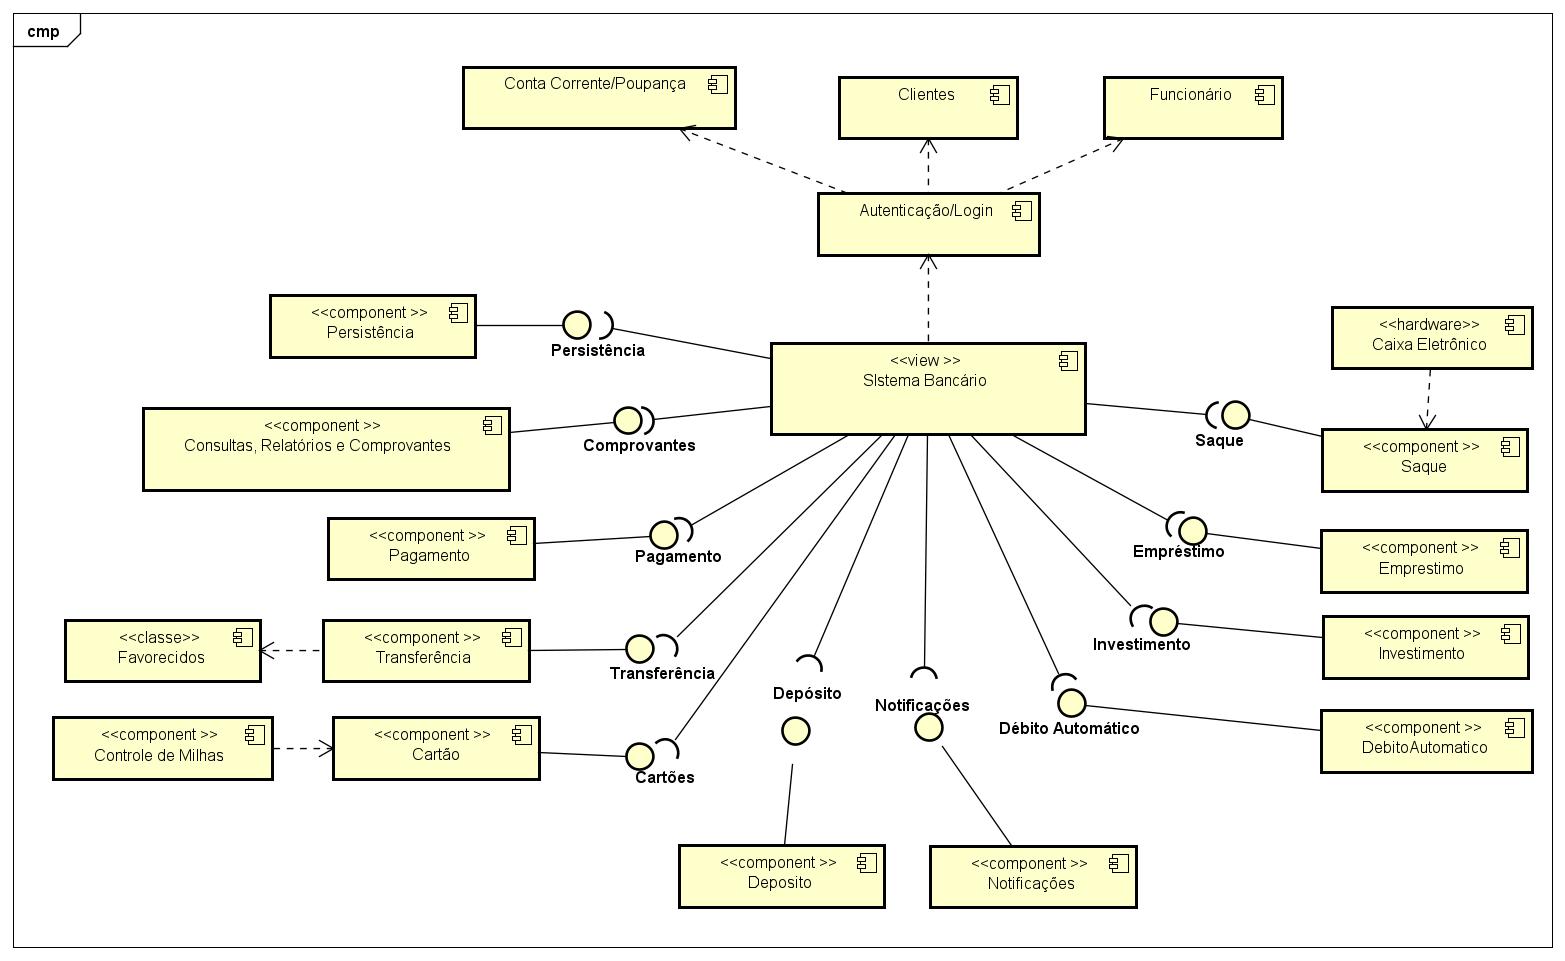 cmp
Conta Corrente/Poupança
Clientes
Funcionário
Autenticação/Login
<<component >>
Persistência
Persistência
<<view >>
SIstema Bancário
<<hardware>>
Caixa Eletrônico
<<component >>
Consultas, Relatórios e Comprovantes
Comprovantes
Saque
<<component >>
Saque
<<component >>
Pagamento
Pagamento
Empréstimo
<<component >>
Emprestimo
<<classe>>
Favorecidos
<<component >>
Transferência
Transferência
Investimento
<<component >>
Investimento
<<component >>
Controle de Milhas
<<component >>
Cartão
Cartões
Depósito
Notificações
Débito Automático
<<component >>
DebitoAutomatico
<<component >>
Deposito
<<component >>
Notificações